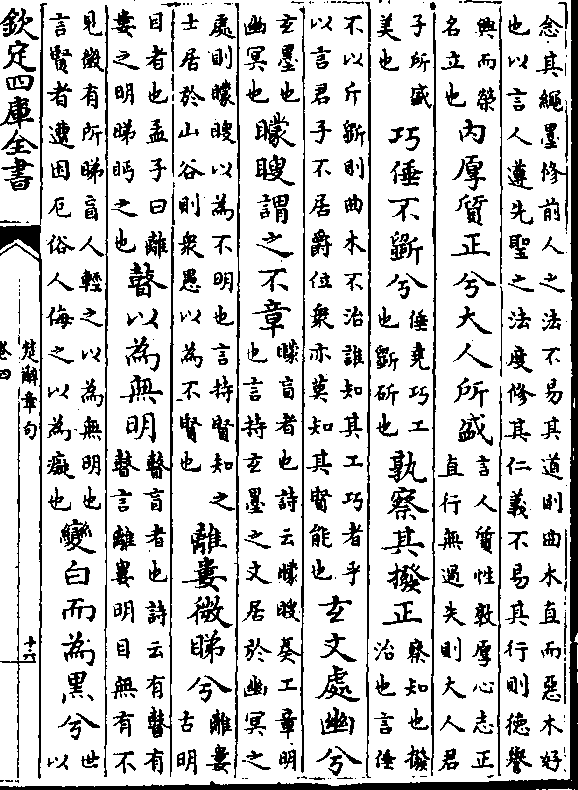 念其繩墨修前人之法不易其道則曲木直而惡木好
也以言人遵先聖之法度修其仁義不易其行則德譽
興而榮
名立也
內厚質正兮大人所盛
言人質性敦厚心志正
直行無過失則大人君
子所盛
美也
巧倕不斵兮
倕堯巧工
也斵斫也
孰察其撥正
察知也撥
治也言倕
不以斤斵則曲木不治誰知其工巧者乎
以言君子不居爵位衆亦莫知其賢能也
玄文處幽兮
玄墨也
幽冥也
矇瞍謂之不章
矇盲者也詩云矇瞍奏工章明
也言持玄墨之文居於幽冥之
處則矇瞍以為不明也言持賢知之
士居於山谷則衆愚以為不賢也
離婁微睇兮
離婁
古明
目者也孟子曰離
婁之明睇眄之也
瞽以為無明
瞽盲者也詩云有瞽有
瞽言離婁明目無有不
見微有所睇盲人輕之以為無明也
言賢者遭困厄俗人侮之以為癡也
變白而為黑兮
世
以
欽定四庫全書
楚辭章句
卷四
十六